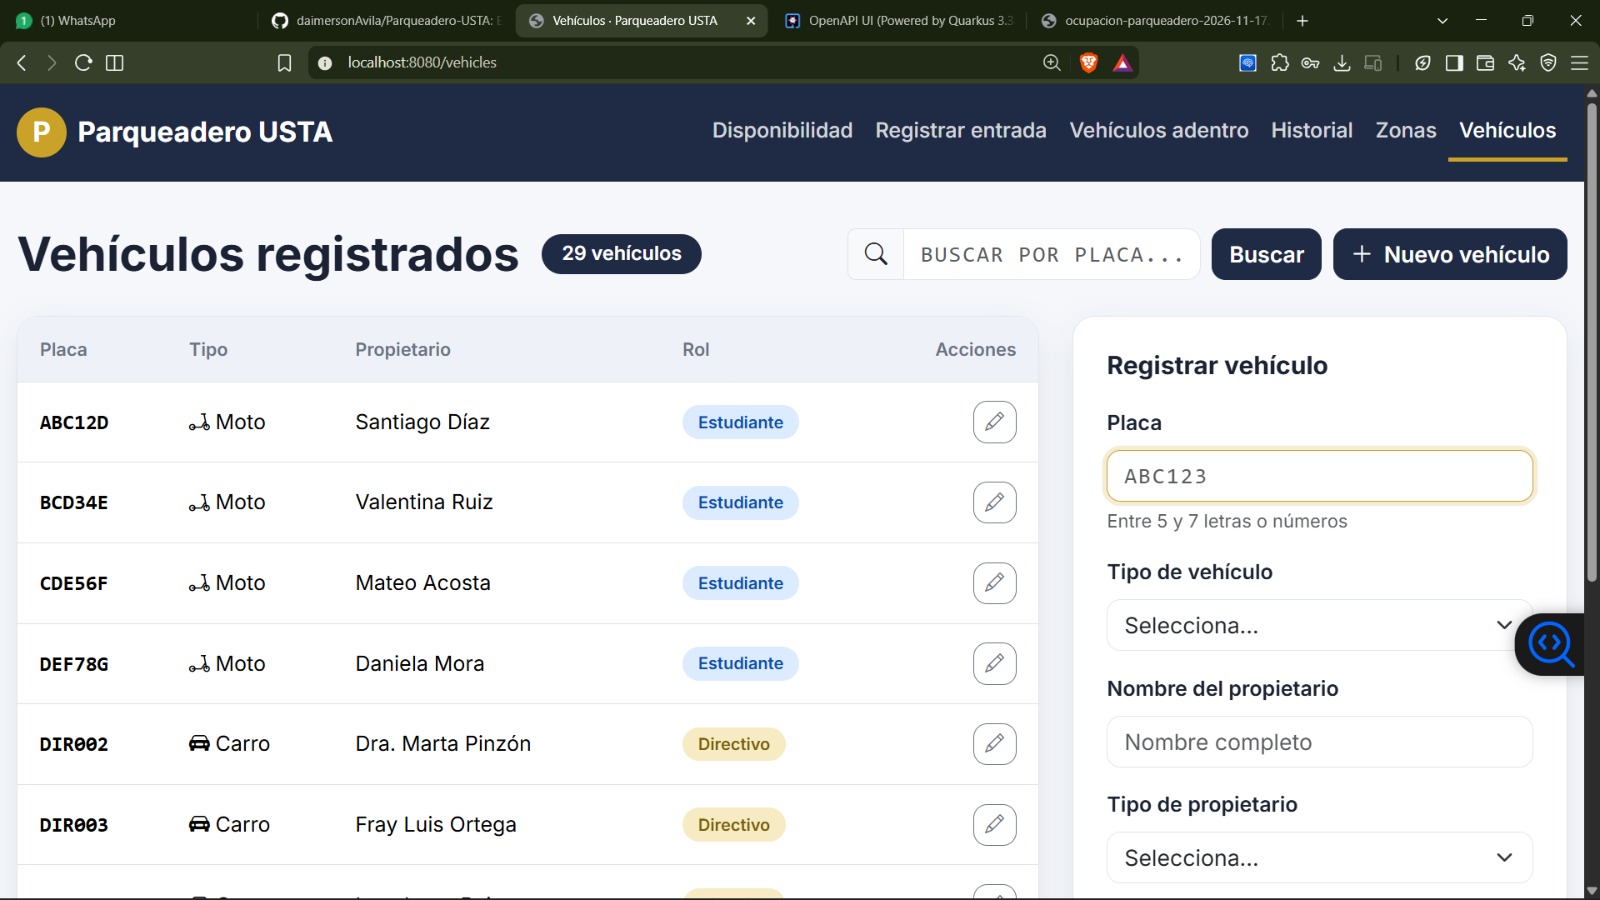 1 (1) WhatsApp
daimersonAvila/Parqueadero-USTA: E
Vehículos · Parqueadero USTA
OpenAPI UI (Powered by Quarkus 3.3
ocupacion-parqueadero-2026-11-17.
localhost:8080/vehicles
P Parqueadero USTA
Disponibilidad Registrar entrada Vehículos adentro Historial Zonas Vehículos
Vehículos registrados 29 vehículos
BUSCAR POR PLACA... Buscar + Nuevo vehículo
Placa Tipo Propietario Rol Acciones
ABC12D Moto Santiago Díaz Estudiante
BCD34E Moto Valentina Ruiz Estudiante
CDE56F Moto Mateo Acosta Estudiante
DEF78G Moto Daniela Mora Estudiante
DIR002 Carro Dra. Marta Pinzón Directivo
DIR003 Carro Fray Luis Ortega Directivo
Registrar vehículo
Placa
ABC123
Entre 5 y 7 letras o números
Tipo de vehículo
Selecciona...
Nombre del propietario
Nombre completo
Tipo de propietario
Selecciona...